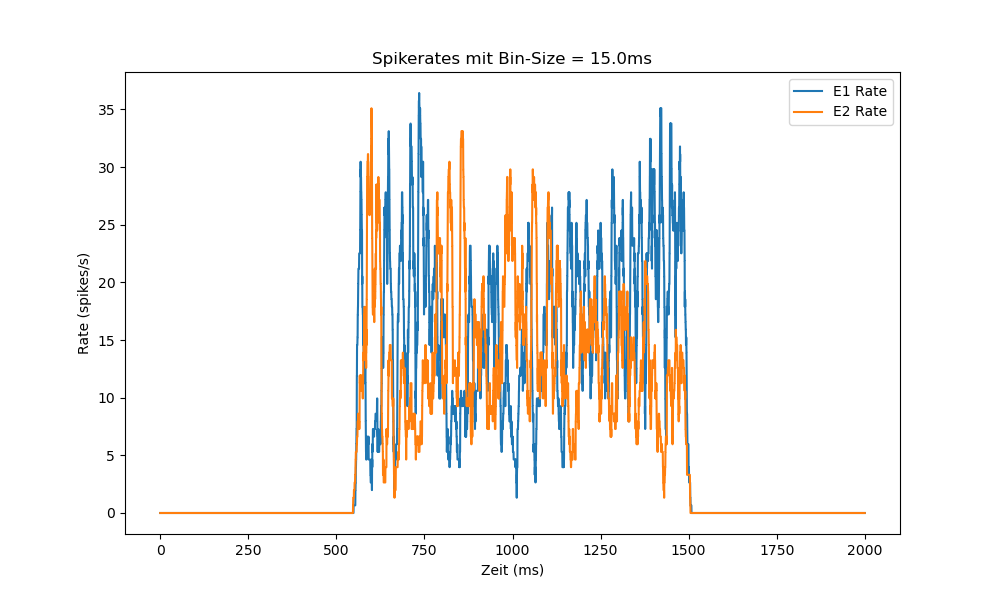 Spikerates mit Bin-Size = 15.0ms
E1 Rate
E2 Rate
Rate (spikes/s)
35
30
25
20
15
10
5
0
0 250 500 750 1000 1250 1500 1750 2000
Zeit (ms)